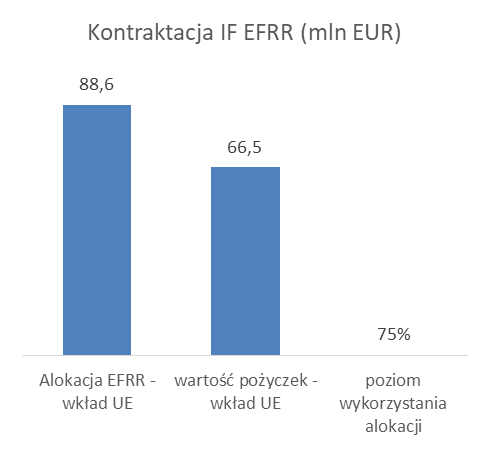 Kontraktacja IF EFRR (mln EUR)
88,6
66,5
75%
Alokacja EFRR -
wkład UE
wartość pożyczek -
wkład UE
poziom
wykorzystania
alokacji